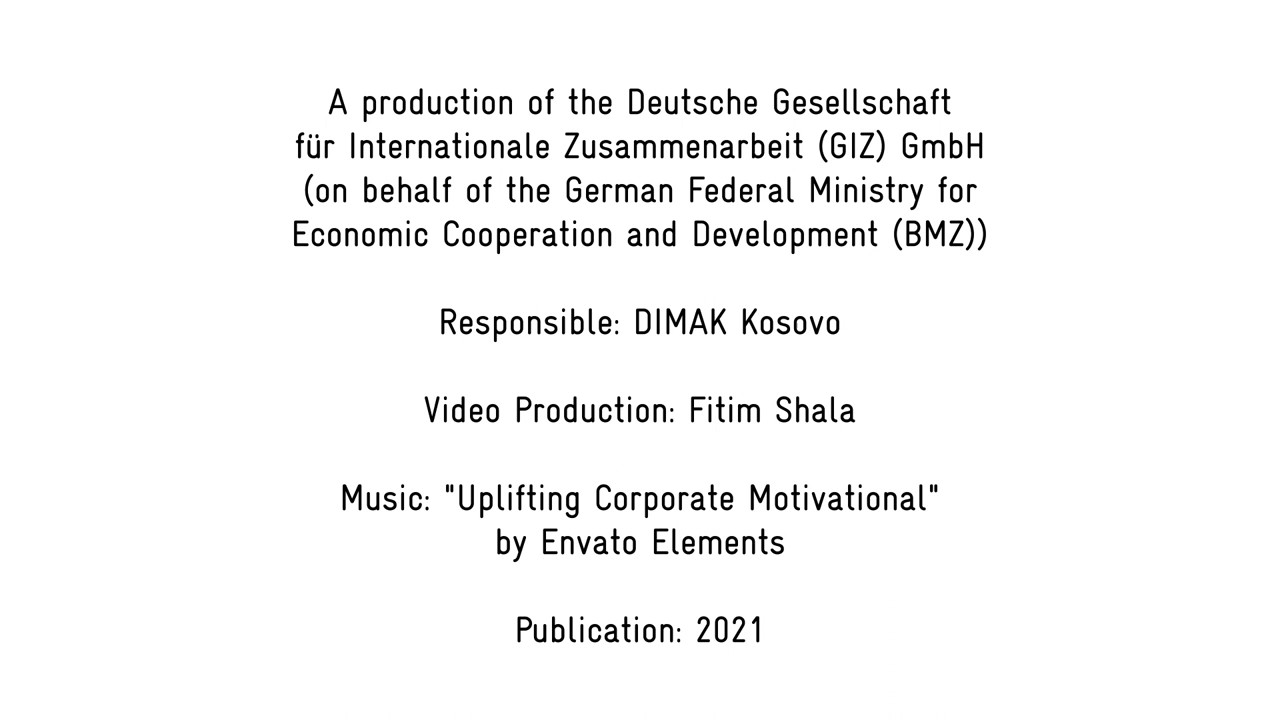 A production of the Deutsche Gesellschaft
für Internationale Zusammenarbeit (GIZ) GmbH
(on behalf of the German Federal Ministry for
Economic Cooperation and Development (BMZ))
Responsible: DIMAK Kosovo
Video Production: Fitim Shala
Music: "Uplifting Corporate Motivational"
by Envato Elements
Publication: 2021